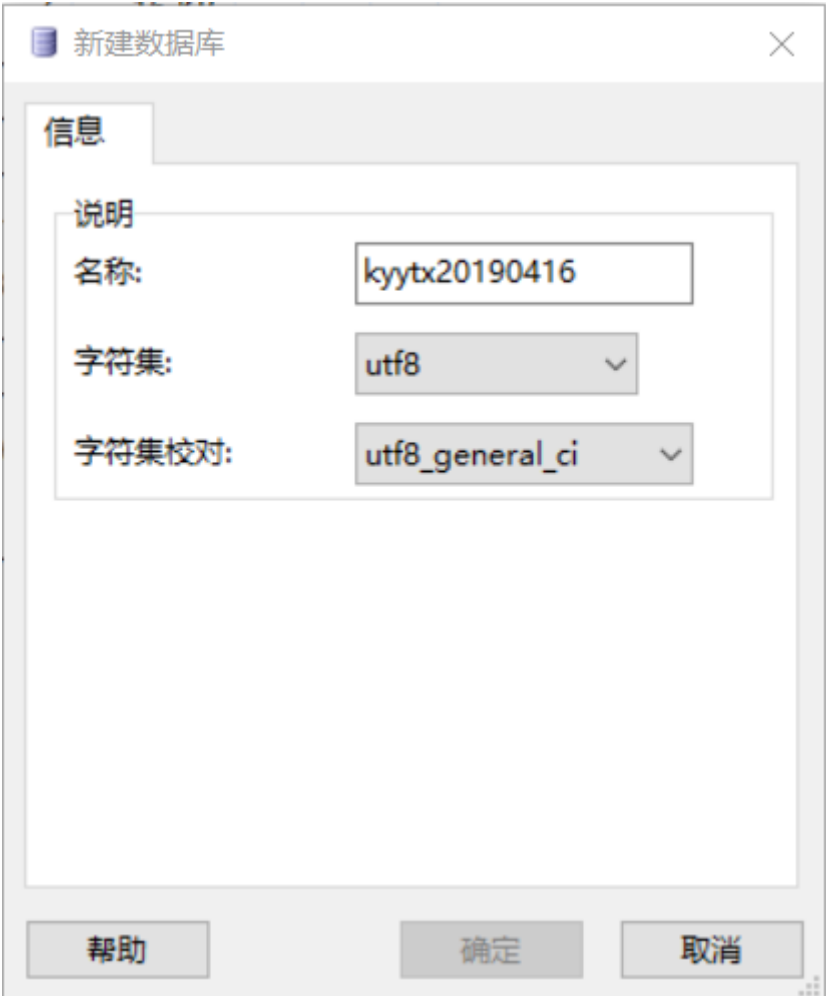 新建数据库
信息
说明
名称: kyytx20190416
字符集: utf8
字符集校对: utf8_general_ci
帮助 确定 取消